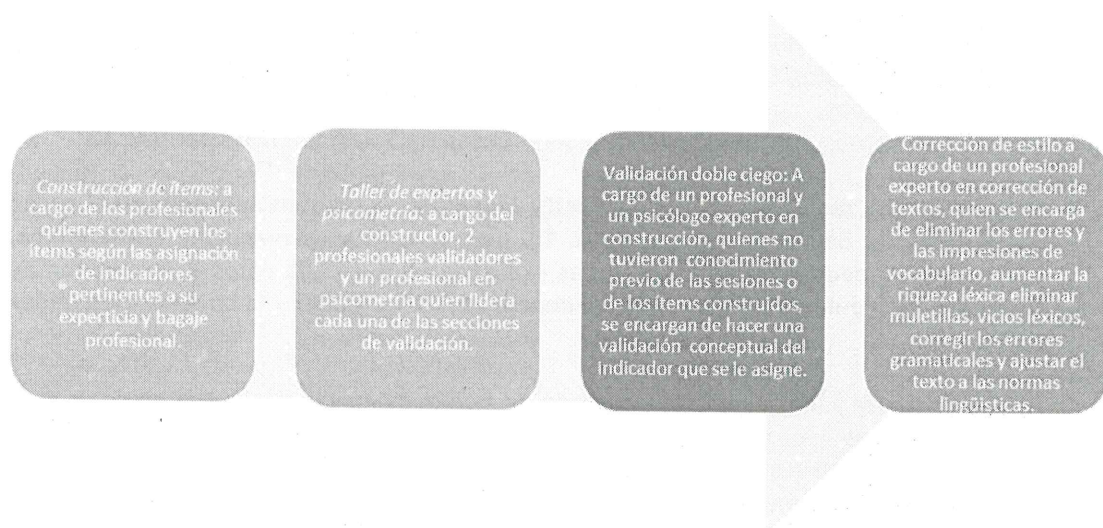 Construcción de ítems: a
cargo de los profesionales
quienes construyen los
ítems según las asignación
de indicadores
pertinentes a su
experticia y bagaje
profesional.
Taller de expertos y
psicometría: a cargo del
constructor, 2
profesionales validadores
y un profesional en
psicometría quien lidera
cada una de las secciones
de validación.
Validación doble ciego: A
cargo de un profesional y
un psicólogo experto en
construcción, quienes no
tuvieron conocimiento
previo de las sesiones o
de los ítems construidos,
se encargan de hacer una
validación conceptual del
indicador que se le asigne.
Corrección de estilo a
cargo de un profesional
experto en corrección de
textos, quien se encarga
de eliminar los errores y
las impresiones de
vocabulario, aumentar la
riqueza léxica eliminar
muletillas, vicios léxicos,
corregir los errores
gramaticales y ajustar el
texto a las normas
lingüisticas.